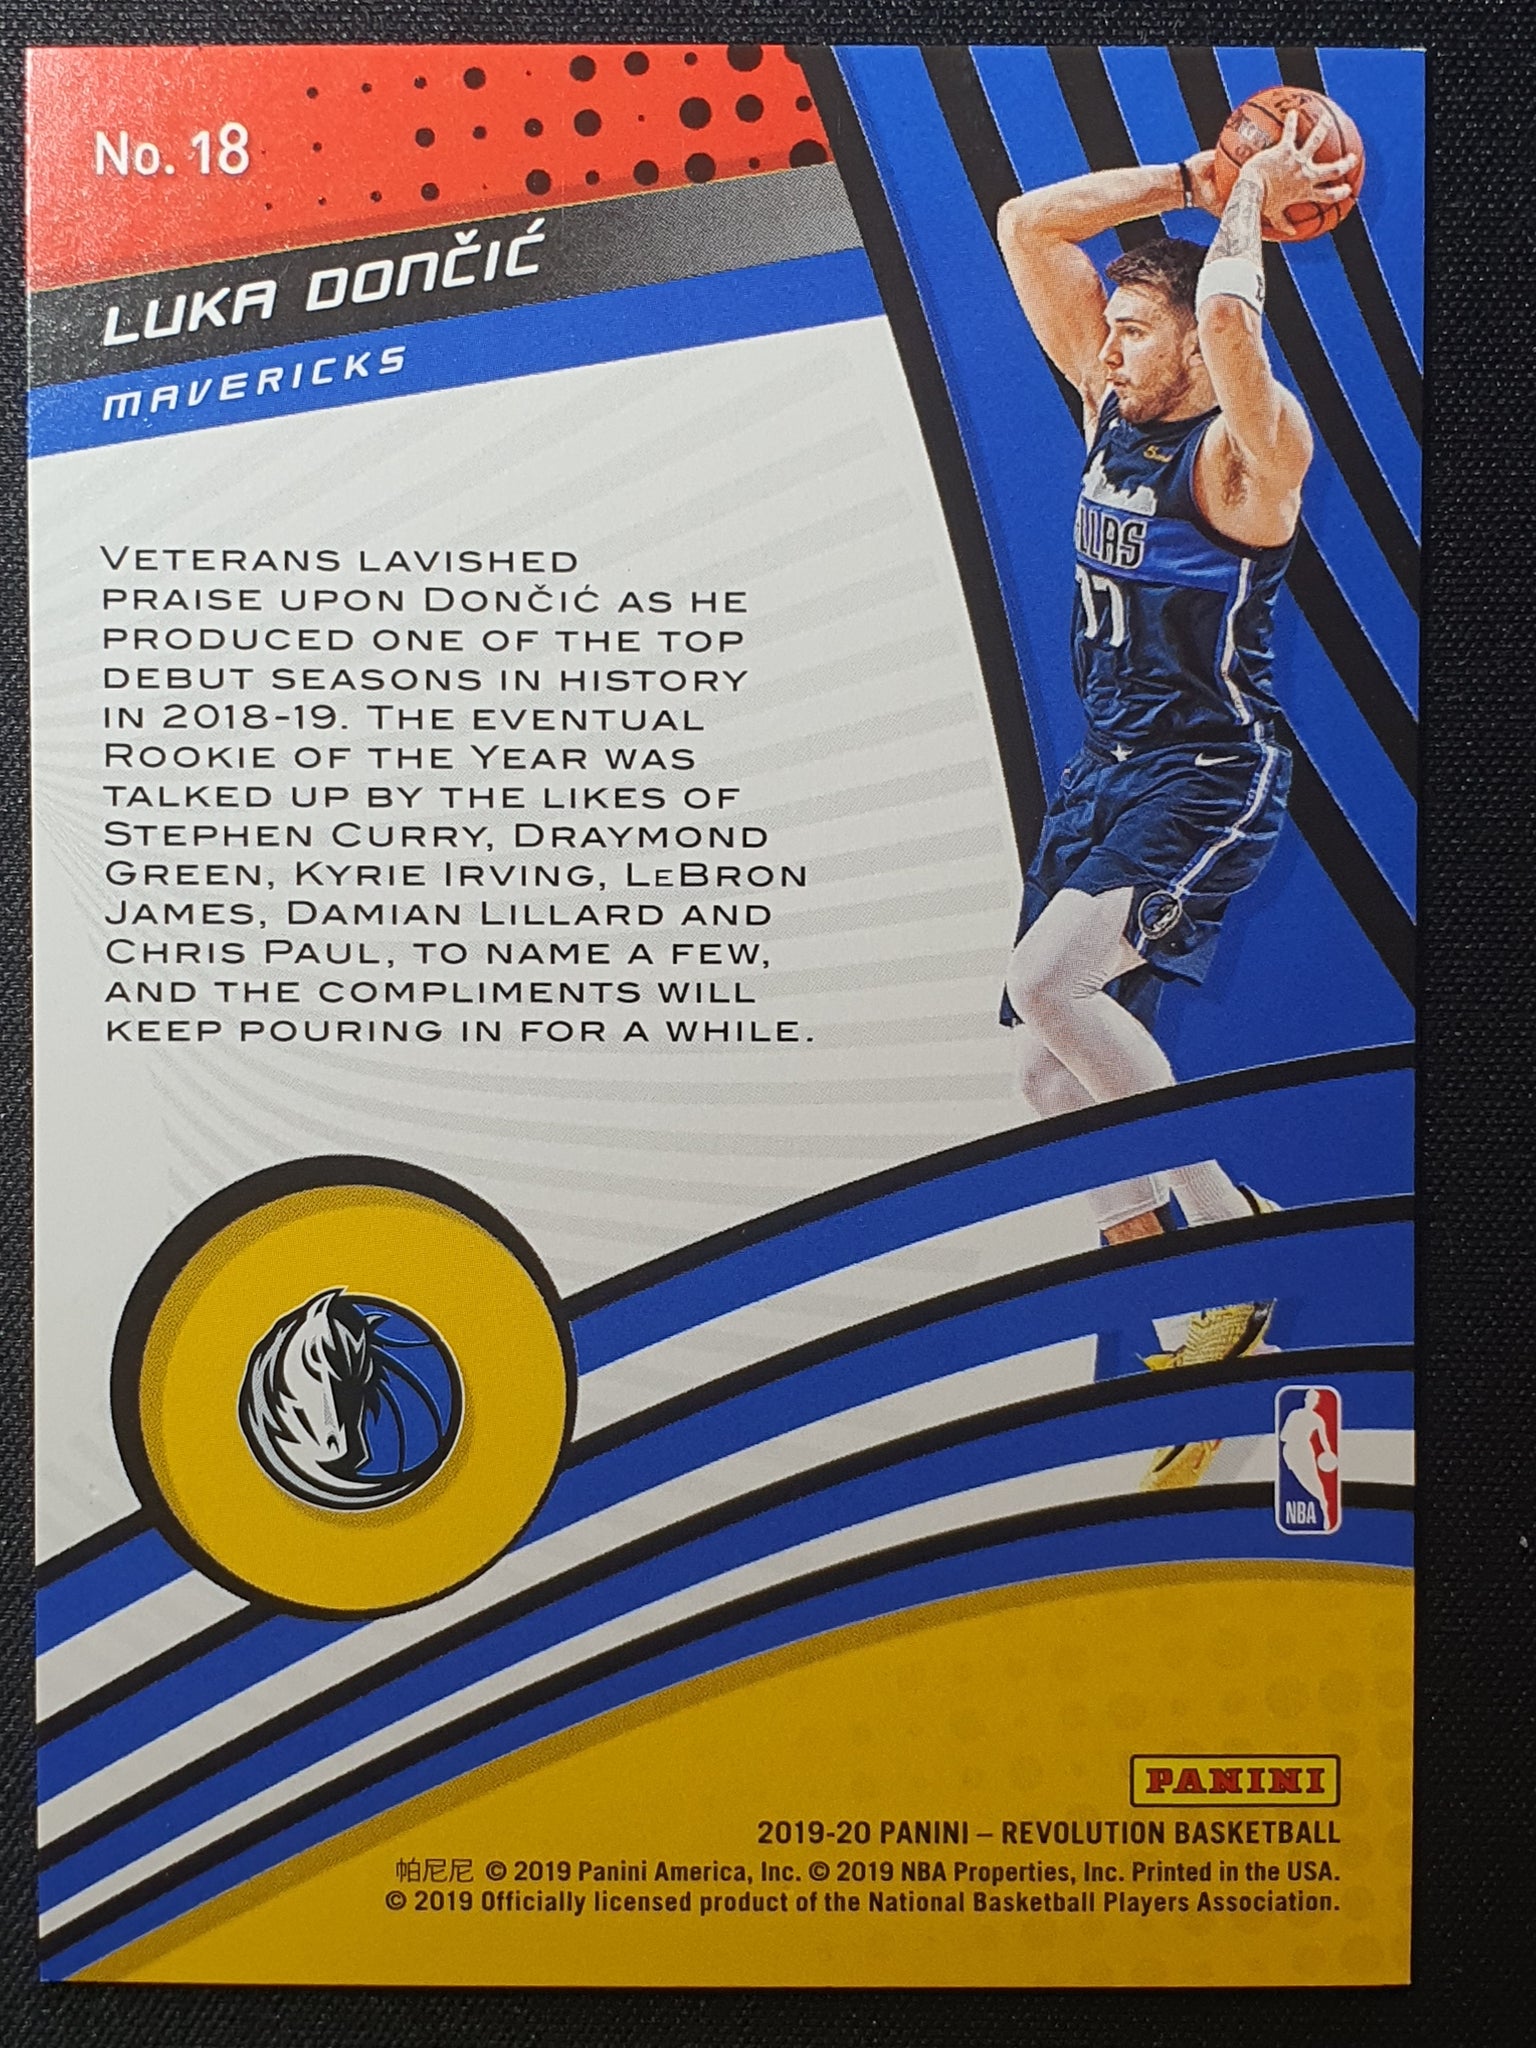 No. 18
LUKA DONČIĆ
MAVERICKS
VETERANS LAVISHED
PRAISE UPON DONČIĆ AS HE
PRODUCED ONE OF THE TOP
DEBUT SEASONS IN HISTORY
IN 2018-19. THE EVENTUAL
ROOKIE OF THE YEAR WAS
TALKED UP BY THE LIKES OF
STEPHEN CURRY, DRAYMOND
GREEN, KYRIE IRVING, LEBRON
JAMES, DAMIAN LILLARD AND
CHRIS PAUL, TO NAME A FEW,
AND THE COMPLIMENTS WILL
KEEP POURING IN FOR A WHILE.
LLAS
77
NBA
PANINI
2019-20 PANINI – REVOLUTION BASKETBALL
帕尼尼 © 2019 Panini America, Inc. © 2019 NBA Properties, Inc. Printed in the USA.
© 2019 Officially licensed product of the National Basketball Players Association.